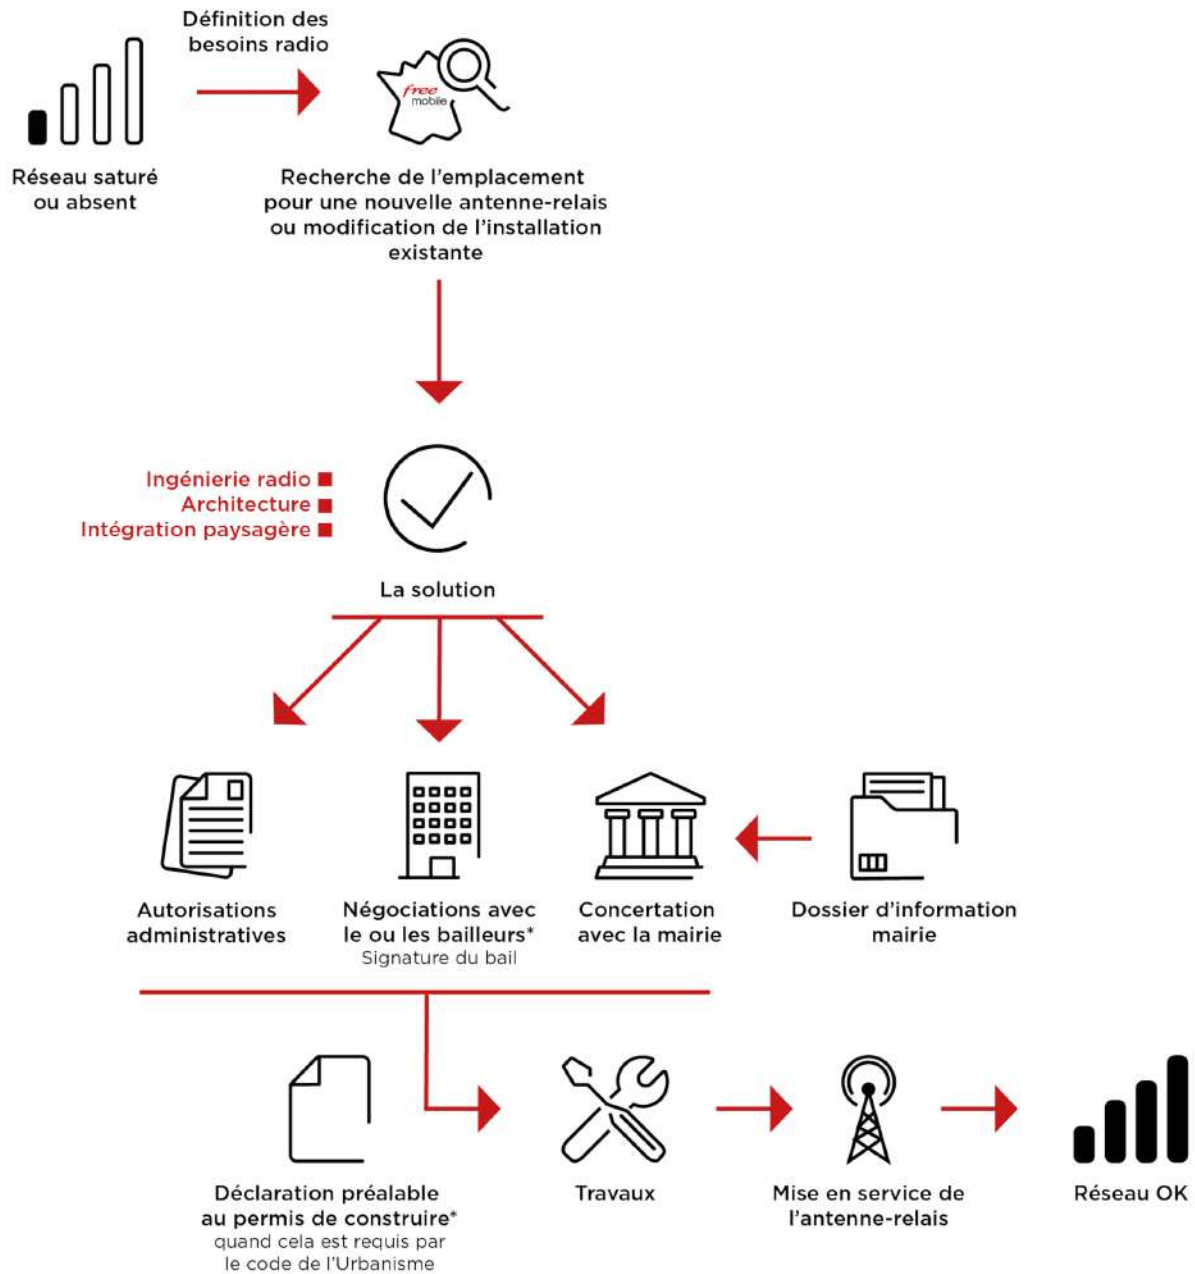 Définition des
besoins radio
free
mobile
Réseau saturé
ou absent
Recherche de l'emplacement
pour une nouvelle antenne-relais
ou modification de l'installation
existante
Ingénierie radio
Architecture
Intégration paysagère
La solution
Autorisations
administratives
Négociations avec
le ou les bailleurs*
Signature du bail
Concertation
avec la mairie
Dossier d'information
mairie
Déclaration préalable
au permis de construire*
quand cela est requis par
le code de l'Urbanisme
Travaux
Mise en service de
l'antenne-relais
Réseau OK